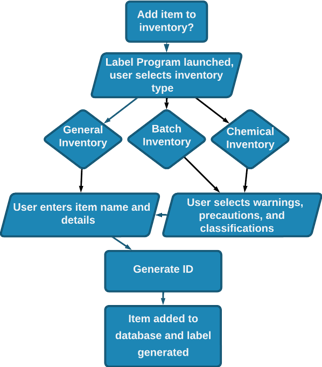 Add item to
inventory?
Label Program launched,
user selects inventory
type
General
Inventory
Batch
Inventory
Chemical
Inventory
User enters item name and
details
User selects warnings,
precautions, and
classifications
Generate ID
Item added to
database and label
generated